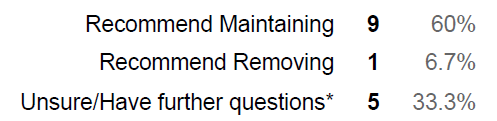 Recommend Maintaining 9 60%
Recommend Removing 1 6.7%
Unsure/Have further questions* 5 33.3%